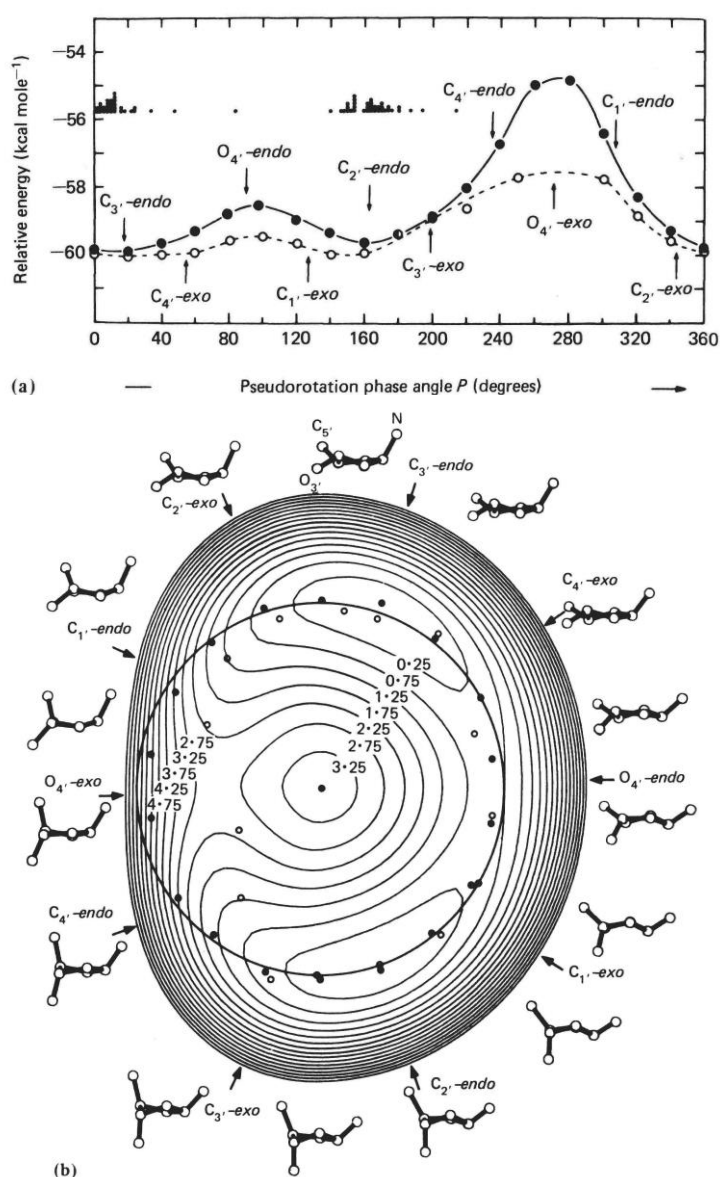 −54
−56
−58
−60
Relative energy (kcal mole⁻¹)
C₄′-endo
C₁′-endo
O₄′-endo
C₂′-endo
C₃′-endo
O₄′-exo
C₃′-exo
C₄′-exo
C₁′-exo
C₂′-exo
0 40 80 120 160 200 240 280 320 360
(a) Pseudorotation phase angle P (degrees)
C₅′
N
O₃′
C₃′-endo
C₂′-exo
C₄′-exo
C₁′-endo
0·25
0·75
1·25
1·75
2·25
2·75
3·25
2·75
3·25
3·75
4·25
4·75
O₄′-exo
O₄′-endo
C₄′-endo
C₁′-exo
C₃′-exo
C₂′-endo
(b)